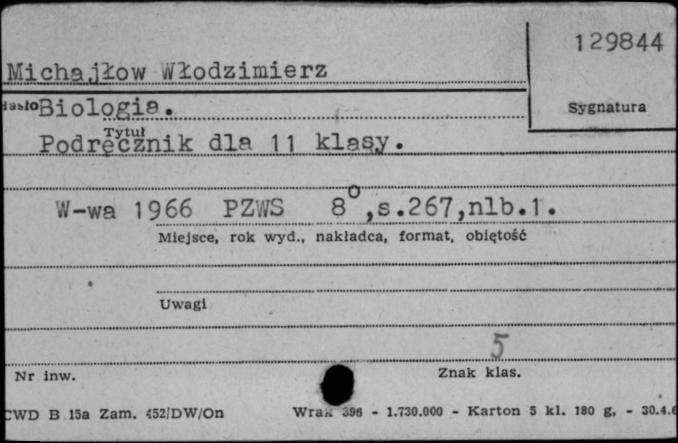 129844
Michajłow Włodzimierz
Hasło Biologia.
Sygnatura
Tytuł
Podręcznik dla 11 klasy.
W-wa 1966 PZWS 8°,s.267,nlb.1.
Miejsce, rok wyd., nakładca, format, objętość
Uwagi
5
Nr inw.
Znak klas.
CWD B 15a Zam. 452/DW/On Wrak 396 - 1.730.000 - Karton 5 kl. 180 g. - 30.4.6